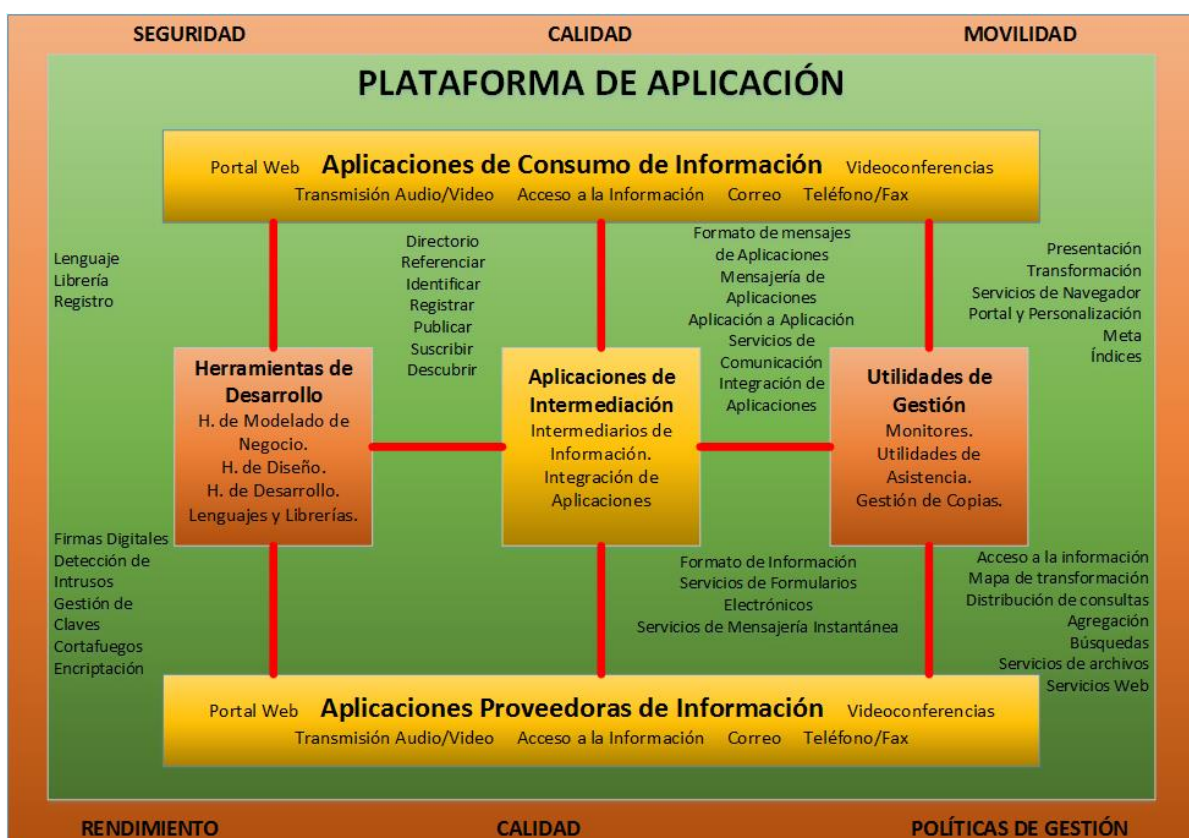 SEGURIDAD CALIDAD MOVILIDAD
PLATAFORMA DE APLICACIÓN
Portal Web Aplicaciones de Consumo de Información Videoconferencias
Transmisión Audio/Video Acceso a la Información Correo Teléfono/Fax
Lenguaje
Librería
Registro
Directorio
Referenciar
Identificar
Registrar
Publicar
Suscribir
Descubrir
Formato de mensajes
de Aplicaciones
Mensajería de
Aplicaciones
Aplicación a Aplicación
Servicios de
Comunicación
Integración de
Aplicaciones
Presentación
Transformación
Servicios de Navegador
Portal y Personalización
Meta
Índices
Herramientas de
Desarrollo
H. de Modelado de
Negocio.
H. de Diseño.
H. de Desarrollo.
Lenguajes y Librerías.
Aplicaciones de
Intermediación
Intermediarios de
Información.
Integración de
Aplicaciones
Utilidades de
Gestión
Monitores.
Utilidades de
Asistencia.
Gestión de Copias.
Firmas Digitales
Detección de
Intrusos
Gestión de
Claves
Cortafuegos
Encriptación
Formato de Información
Servicios de Formularios
Electrónicos
Servicios de Mensajería Instantánea
Acceso a la información
Mapa de transformación
Distribución de consultas
Agregación
Búsquedas
Servicios de archivos
Servicios Web
Portal Web Aplicaciones Proveedoras de Información Videoconferencias
Transmisión Audio/Video Acceso a la Información Correo Teléfono/Fax
RENDIMIENTO CALIDAD POLÍTICAS DE GESTIÓN